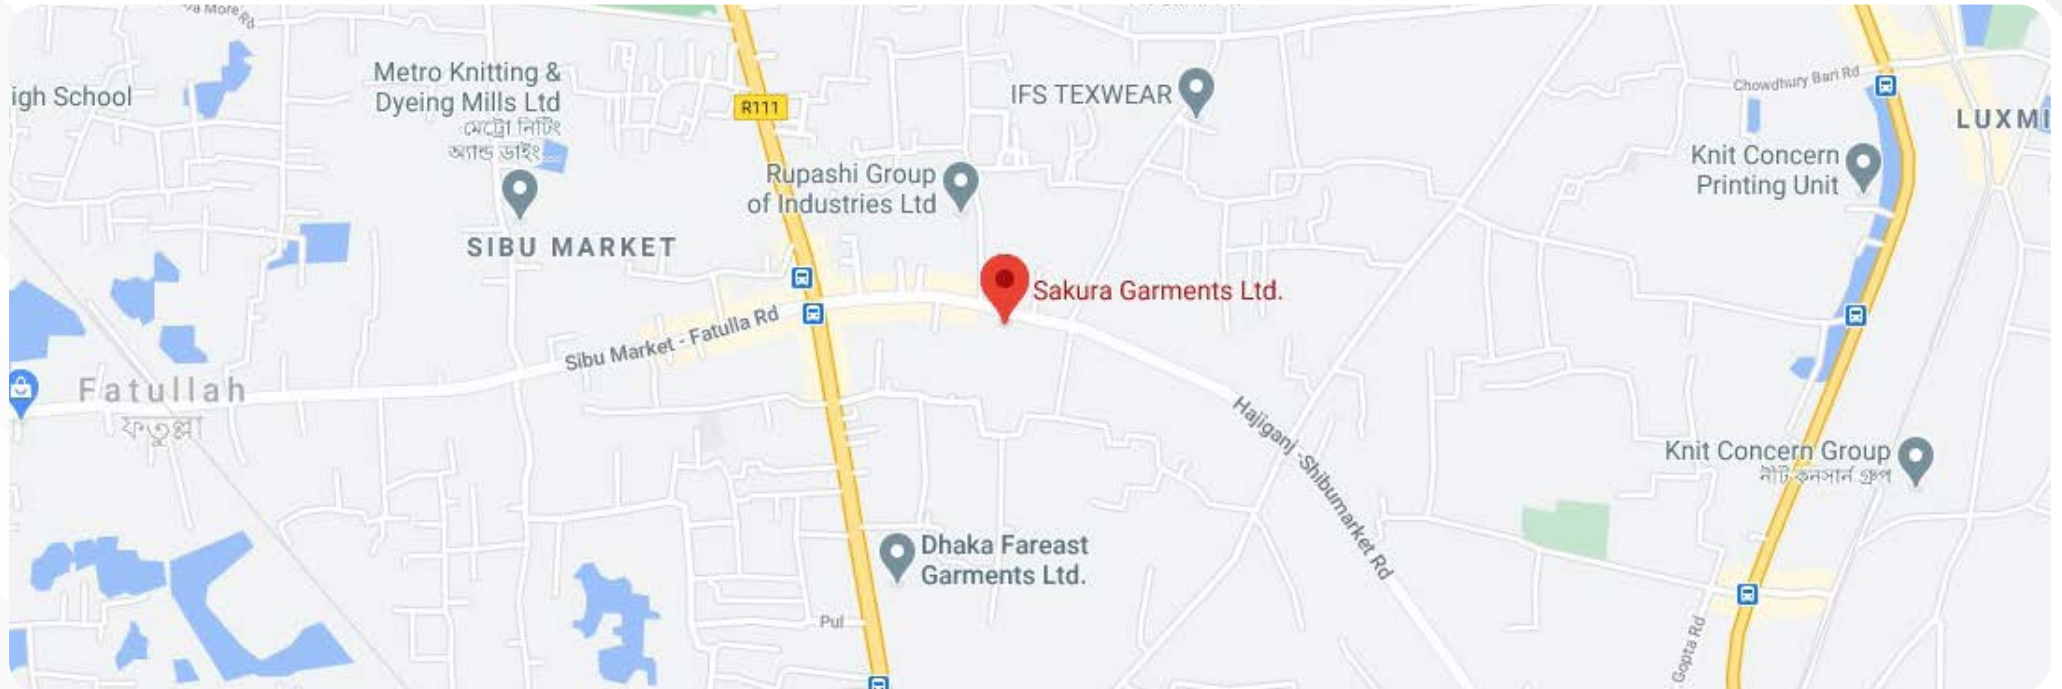 More Rd
igh School
Metro Knitting &
Dyeing Mills Ltd
মেট্রো নিটিং
অ্যান্ড ডাইং...
SIBU MARKET
R111
Rupashi Group
of Industries Ltd
IFS TEXWEAR
Chowdhury Bari Rd
LUXMI
Knit Concern
Printing Unit
Sakura Garments Ltd.
Sibu Market - Fatulla Rd
Fatullah
ফতুল্লা
Hajiganj -Shibumarket Rd
Knit Concern Group
নীট কনসার্ন গ্রুপ
Dhaka Fareast
Garments Ltd.
Pul
Gopta Rd